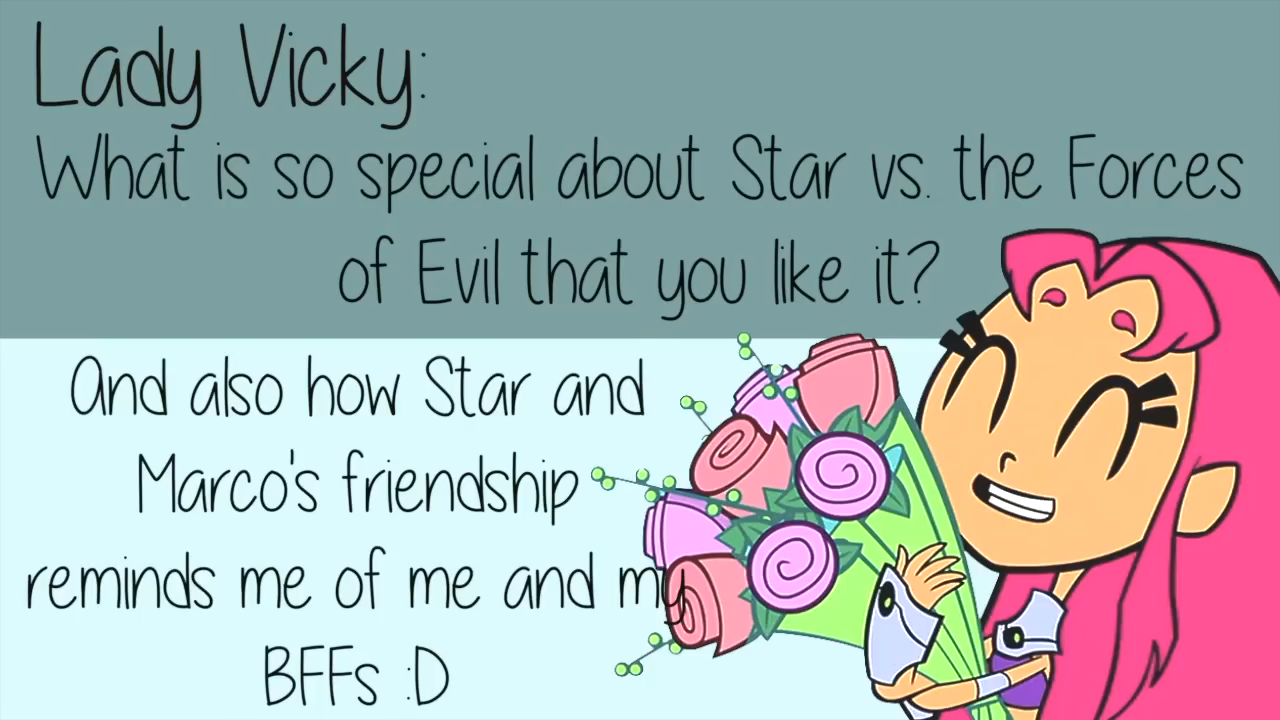 Lady Vicky:
What is so special about Star vs. the Forces
of Evil that you like it?
And also how Star and
Marco's friendship
reminds me of me and my
BFFs :D